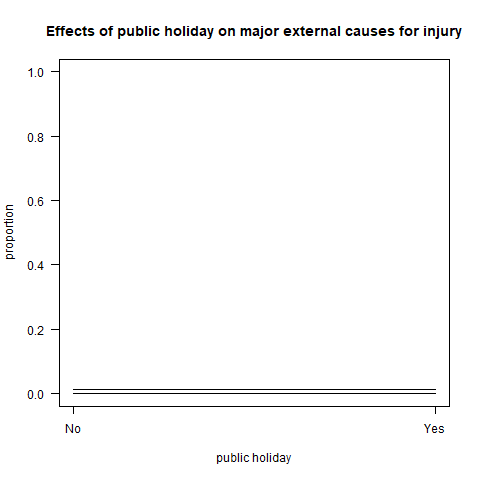 Effects of public holiday on major external causes for injury
1.0
0.8
0.6
0.4
0.2
0.0
proportion
No
Yes
public holiday